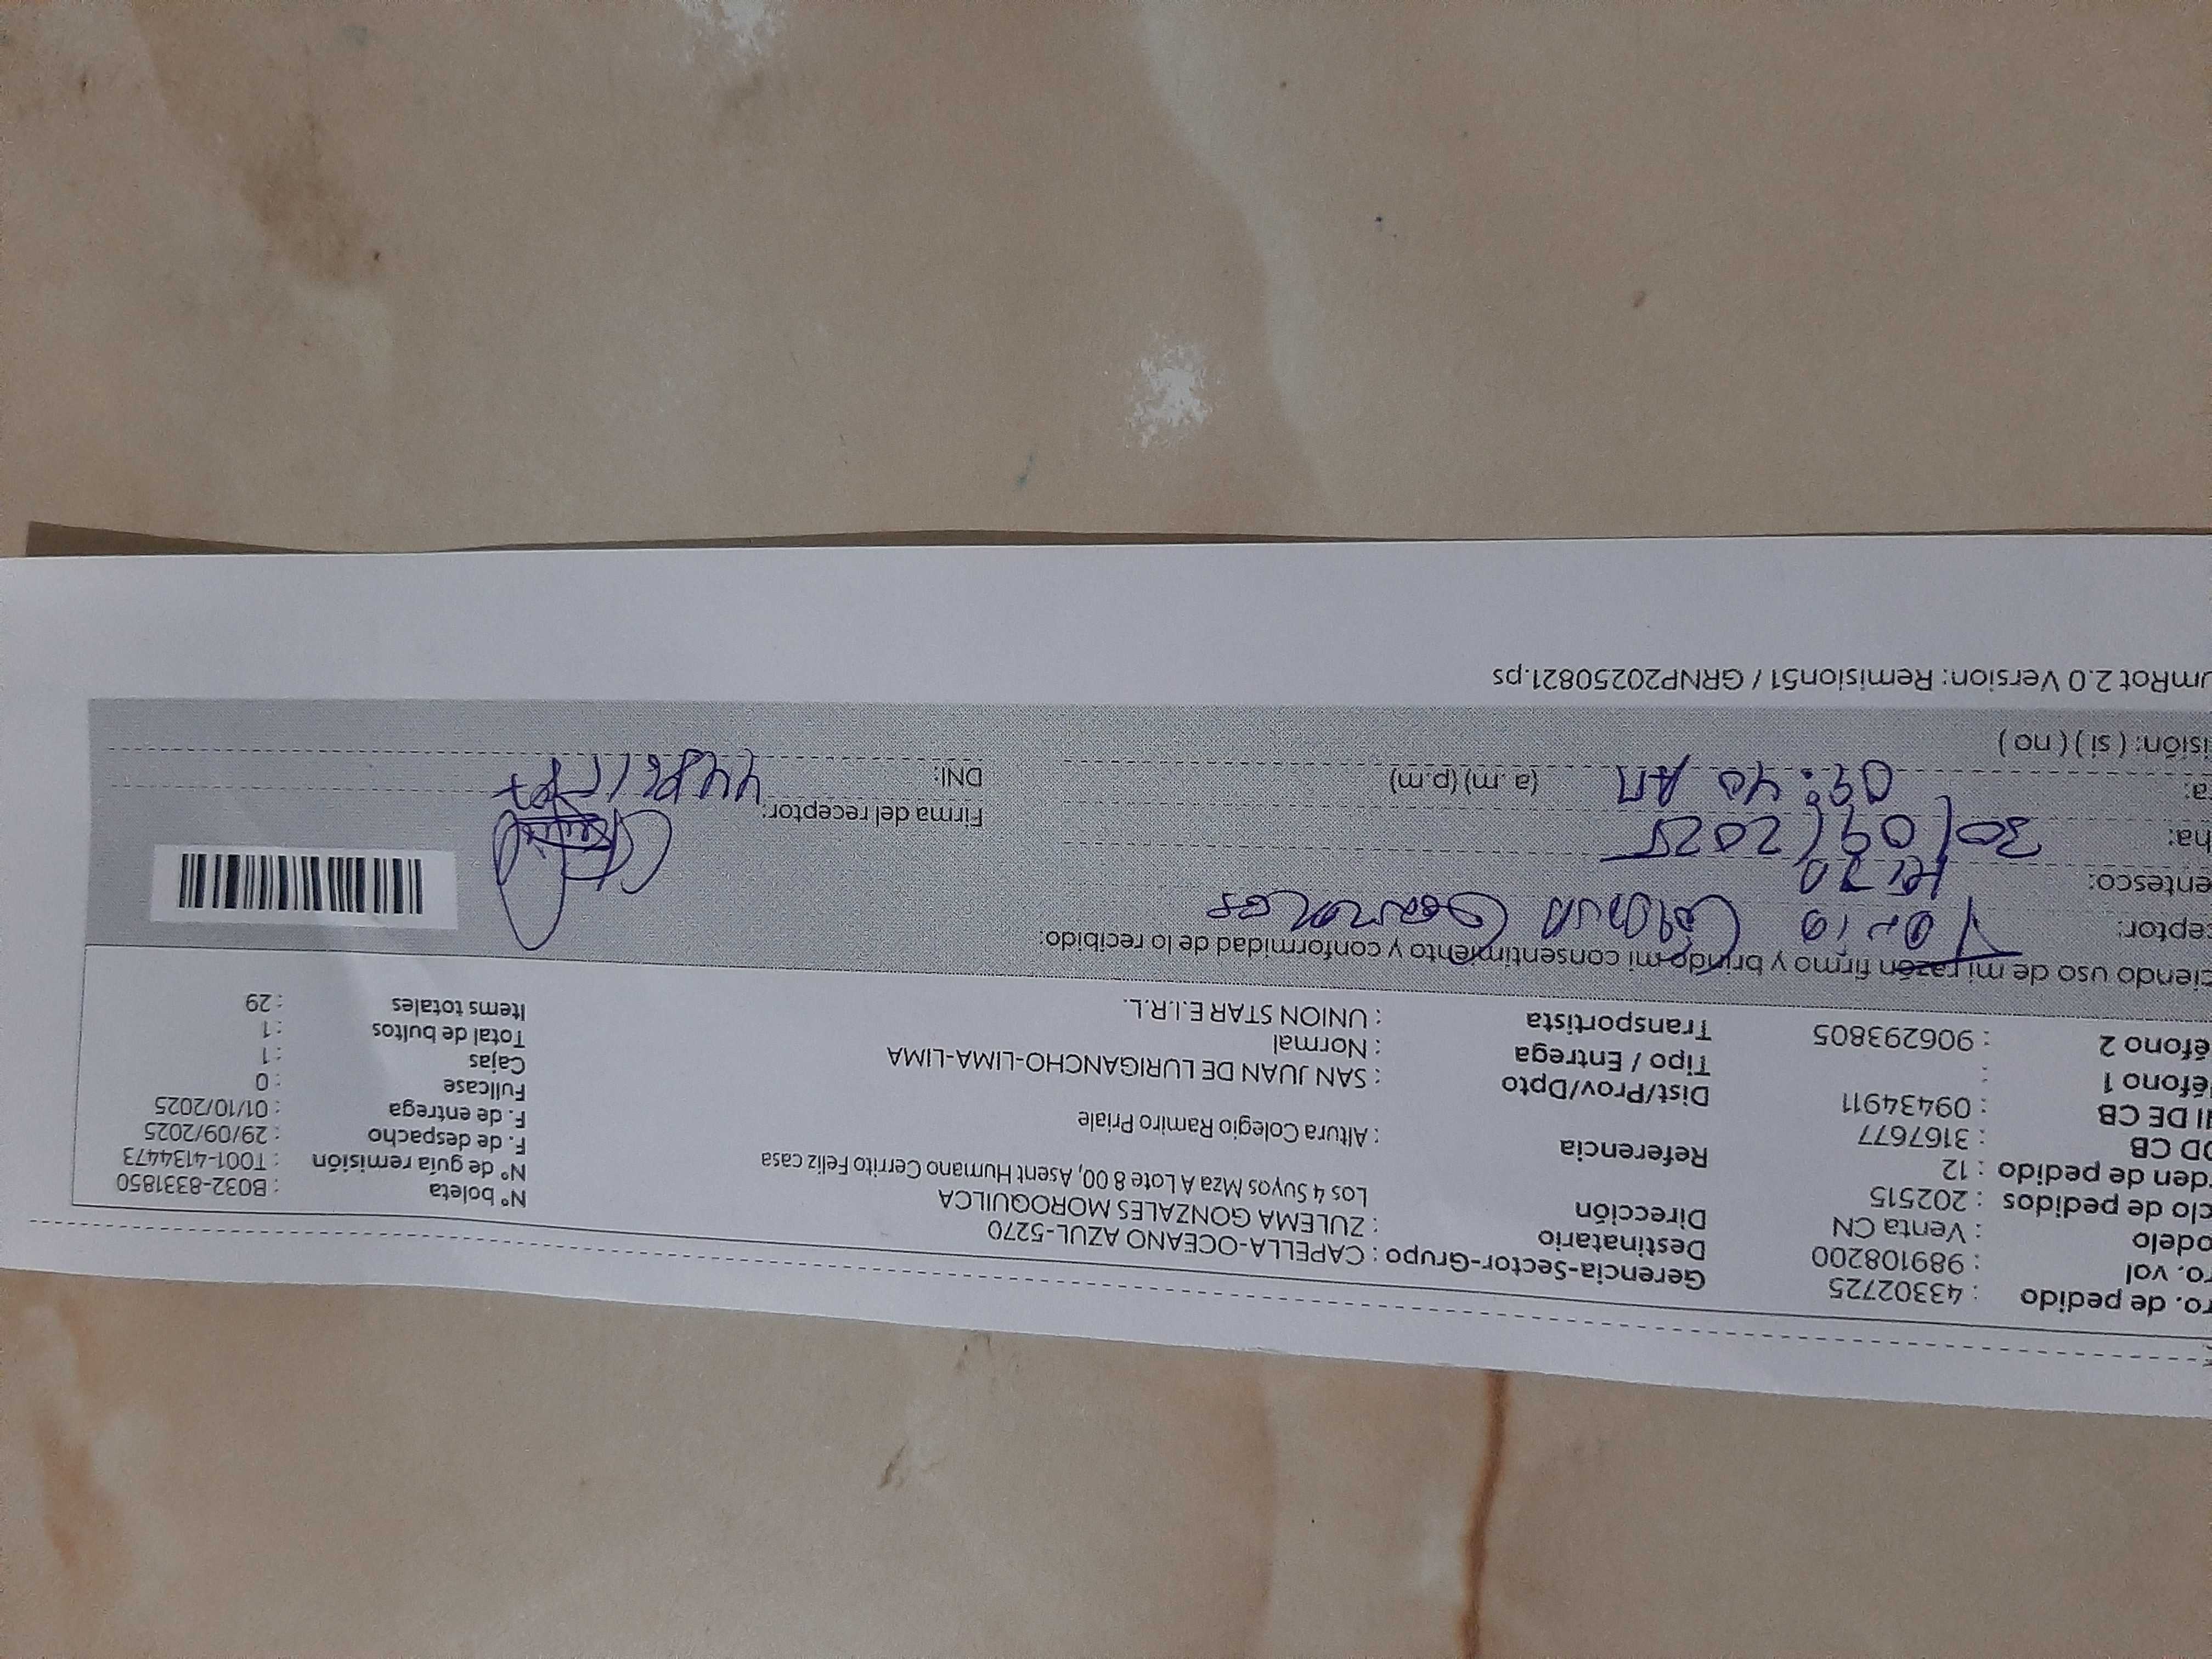 ro. de pedido : 43302725 Gerencia-Sector-Grupo : CAPELLA-OCEANO AZUL-5270
ro. vol : 989108200 Destinatario : ZULEMA GONZALES MOROQUILCA
odelo : Venta CN Dirección Los 4 Suyos Mza A Lote 8 00, Asent Humano Cerrito Feliz casa
clo de pedidos : 202515
den de pedido : 12 Referencia : Altura Colegio Ramiro Priale
OD CB : 3167677
NI DE CB : 09434911 Dist/Prov/Dpto : SAN JUAN DE LURIGANCHO-LIMA-LIMA
éfono 1 : Tipo / Entrega : Normal
éfono 2 : 906293805 Transportista : UNION STAR E.I.R.L.
Nº boleta : B032-8331850
Nº de guía remisión : T001-4134473
F. de despacho : 29/09/2025
F. de entrega : 01/10/2025
Fullcase : 0
Cajas : 1
Total de bultos : 1
Items totales : 29
ciendo uso de mi razón firmo y brindo mi consentimiento y conformidad de lo recibido:
ceptor:
entesco:
ha: 30/09/2025
a: 09:40 AM (a.m) (p.m)
isión: ( si ) ( no )
Firma del receptor:
DNI:
umRot 2.0 Version: Remision51 / GRNP20250821.ps